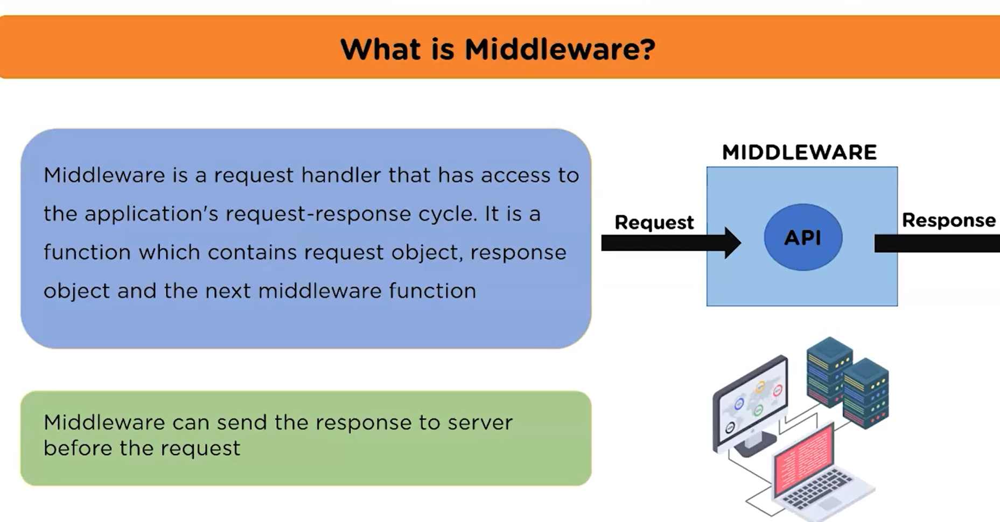 What is Middleware?
Middleware is a request handler that has access to
the application's request-response cycle. It is a
function which contains request object, response
object and the next middleware function
Middleware can send the response to server
before the request
MIDDLEWARE
Request
API
Response